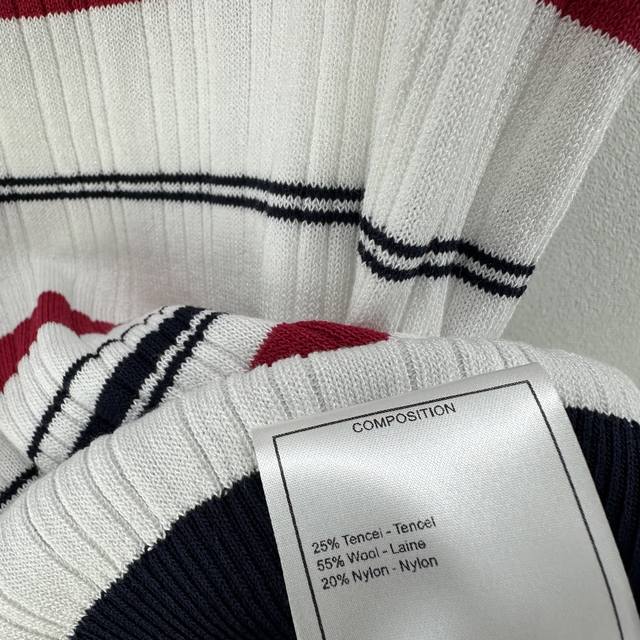 COMPOSITION
25% Tencel - Tencel
55% Wool - Laine
20% Nylon - Nylon